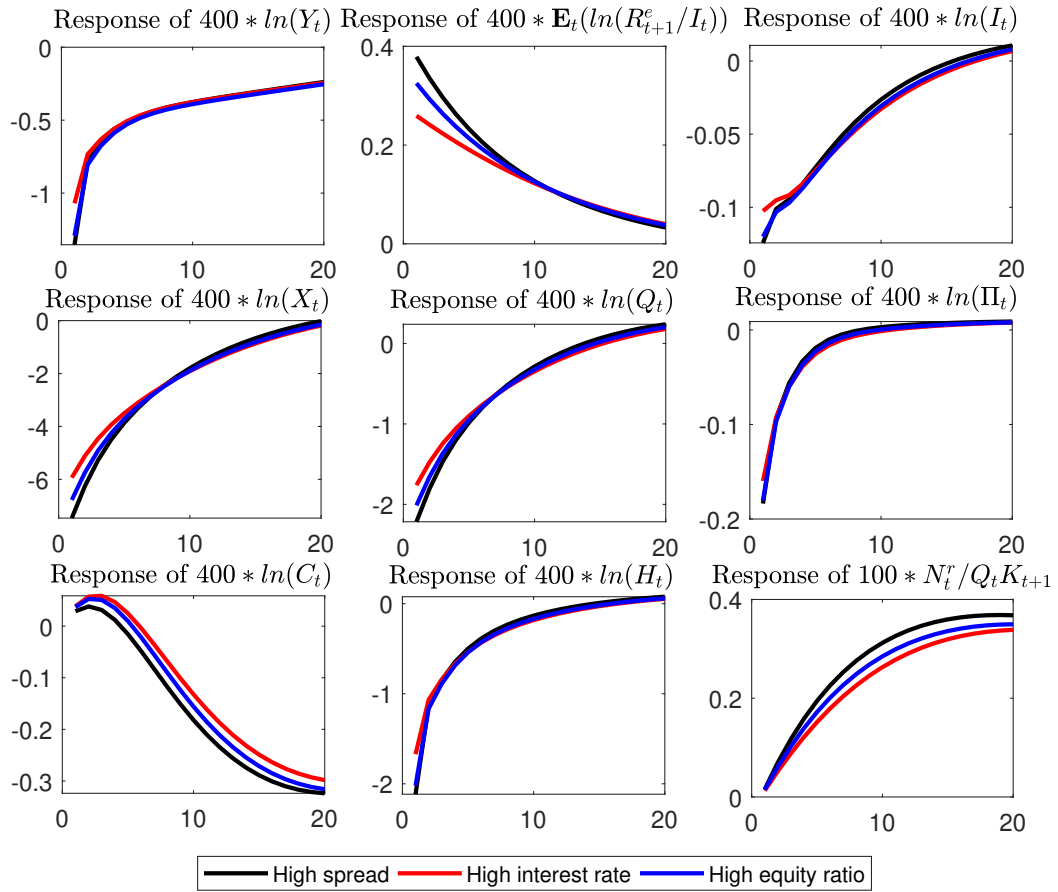 Response of 400 ∗ ln(Y_t)
Response of 400 ∗ E_t(ln(R^e_{t+1}/I_t))
Response of 400 ∗ ln(I_t)
0
-0.5
-1
0 10 20
0.4
0.2
0
0 10 20
0
-0.05
-0.1
0 10 20
Response of 400 ∗ ln(X_t)
Response of 400 ∗ ln(Q_t)
Response of 400 ∗ ln(Π_t)
0
-2
-4
-6
0 10 20
0
-1
-2
0 10 20
0
-0.1
-0.2
0 10 20
Response of 400 ∗ ln(C_t)
Response of 400 ∗ ln(H_t)
Response of 100 ∗ N^r_t/Q_tK_{t+1}
0
-0.1
-0.2
-0.3
0 10 20
0
-1
-2
0 10 20
0.4
0.2
0
0 10 20
High spread High interest rate High equity ratio